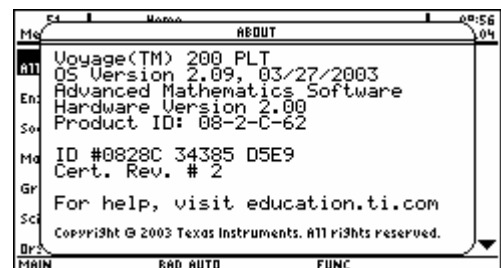 F1 Home
ABOUT
Voyage(TM) 200 PLT
OS Version 2.09, 03/27/2003
Advanced Mathematics Software
Hardware Version 2.00
Product ID: 08-2-C-62
ID #0828C 34385 D5E9
Cert. Rev. # 2
For help, visit education.ti.com
Copyright © 2003 Texas Instruments. All rights reserved.
MAIN RAD AUTO FUNC